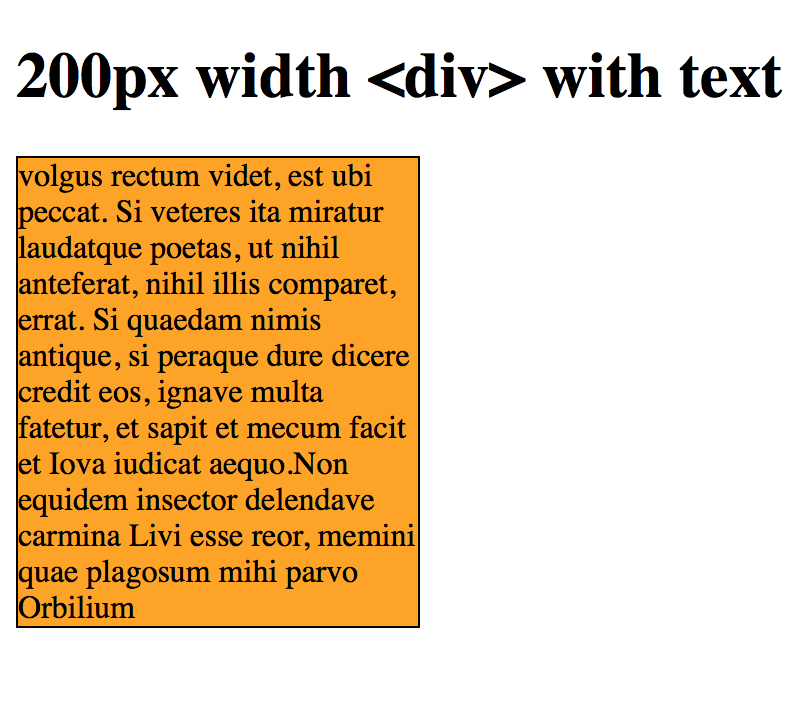 200px width <div> with text
volgus rectum videt, est ubi
peccat. Si veteres ita miratur
laudatque poetas, ut nihil
anteferat, nihil illis comparet,
errat. Si quaedam nimis
antique, si peraque dure dicere
credit eos, ignave multa
fatetur, et sapit et mecum facit
et Iova iudicat aequo.Non
equidem insector delendave
carmina Livi esse reor, memini
quae plagosum mihi parvo
Orbilium